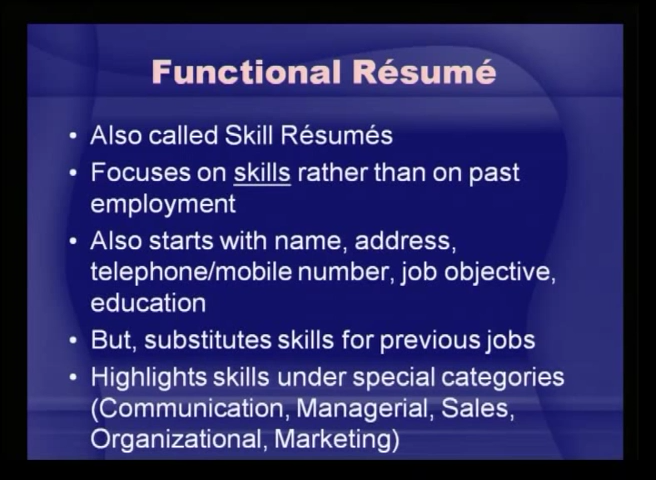 Functional Résumé
• Also called Skill Résumés
• Focuses on skills rather than on past
employment
• Also starts with name, address,
telephone/mobile number, job objective,
education
• But, substitutes skills for previous jobs
• Highlights skills under special categories
(Communication, Managerial, Sales,
Organizational, Marketing)